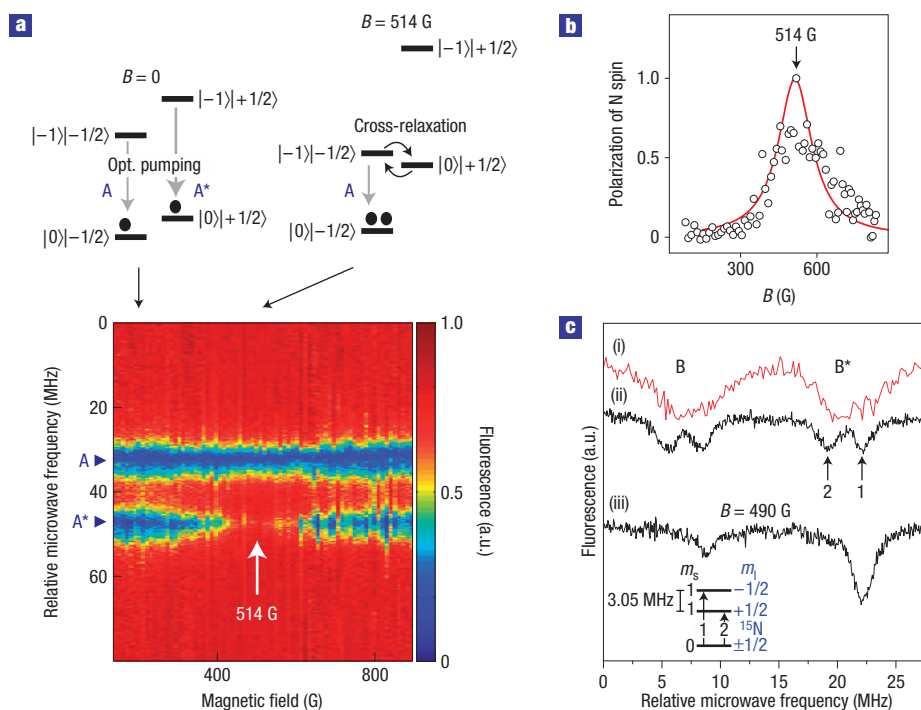 a
B = 514 G
|−1⟩|+1/2⟩
B = 0
|−1⟩|+1/2⟩
Cross-relaxation
|−1⟩|−1/2⟩
|−1⟩|−1/2⟩
|0⟩|+1/2⟩
Opt. pumping
A
A*
A
|0⟩|+1/2⟩
|0⟩|−1/2⟩
|0⟩|−1/2⟩
Relative microwave frequency (MHz)
0
20
40
60
A
A*
514 G
400
800
Magnetic field (G)
1.0
0.5
0
Fluorescence (a.u.)
b
514 G
Polarization of N spin
1.0
0.5
0
300
600
B (G)
c
(i)
B
B*
(ii)
2
1
(iii)
B = 490 G
Fluorescence (a.u.)
mS
mI
1
−1/2
3.05 MHz
1
+1/2
1
2
15N
0
±1/2
0
5
10
15
20
25
Relative microwave frequency (MHz)